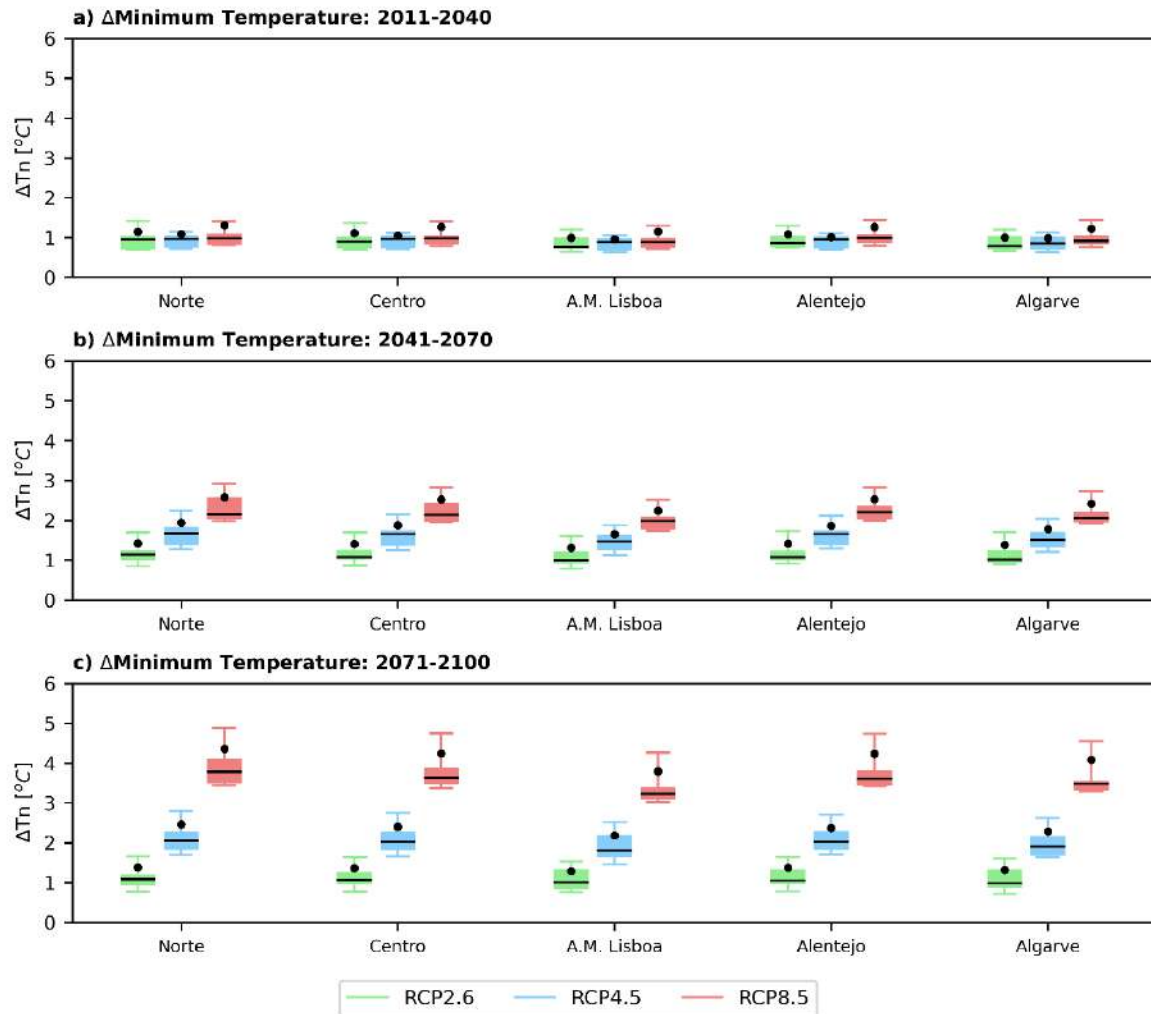 a) ΔMinimum Temperature: 2011-2040
6
5
4
3
2
1
0
ΔTn [°C]
Norte Centro A.M. Lisboa Alentejo Algarve
b) ΔMinimum Temperature: 2041-2070
6
5
4
3
2
1
0
ΔTn [°C]
Norte Centro A.M. Lisboa Alentejo Algarve
c) ΔMinimum Temperature: 2071-2100
6
5
4
3
2
1
0
ΔTn [°C]
Norte Centro A.M. Lisboa Alentejo Algarve
RCP2.6 RCP4.5 RCP8.5